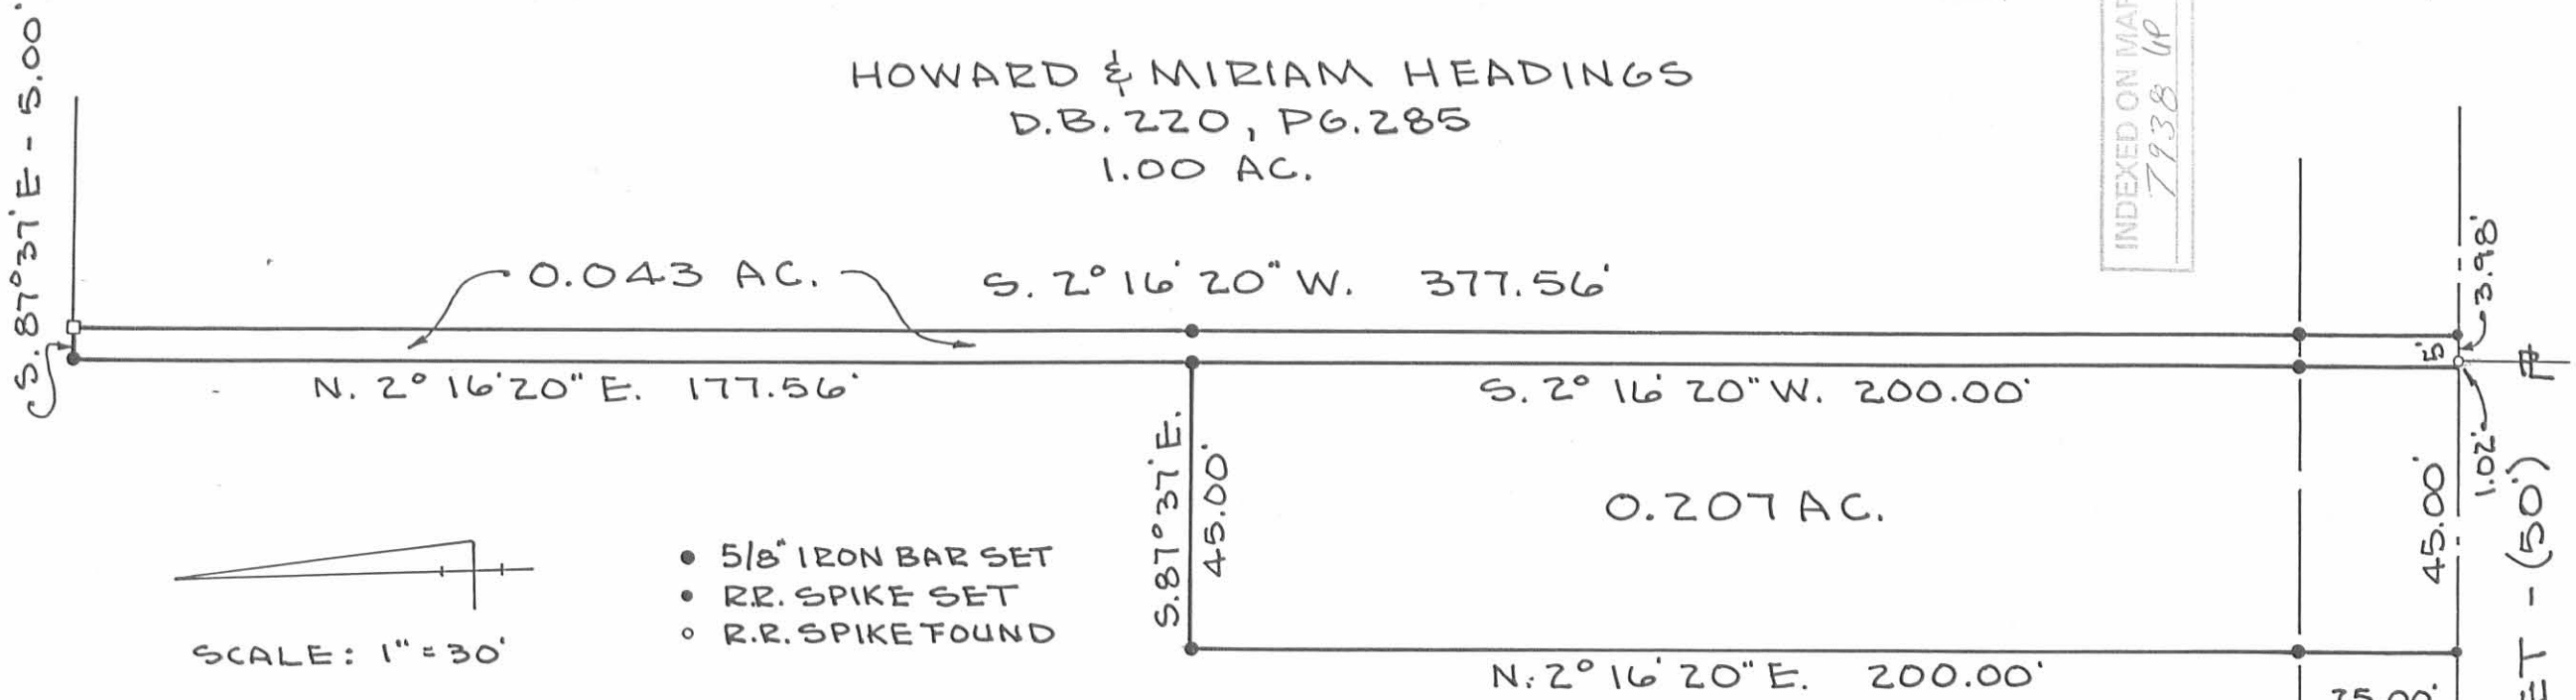 S. 87° 37' E - 5.00'
HOWARD & MIRIAM HEADINGS
D.B. 220, PG. 285
1.00 AC.
INDEXED ON MAP
7938
0.043 AC.
S. 2° 16' 20" W. 377.56'
3.98'
5'
N. 2° 16' 20" E. 177.56'
S. 2° 16' 20" W. 200.00'
1.02'
S. 87° 37' E.
45.00'
0.207 AC.
45.00'
- (50')
SCALE: 1" = 30'
5/8" IRON BAR SET
R.R. SPIKE SET
R.R. SPIKE FOUND
N. 2° 16' 20" E. 200.00'